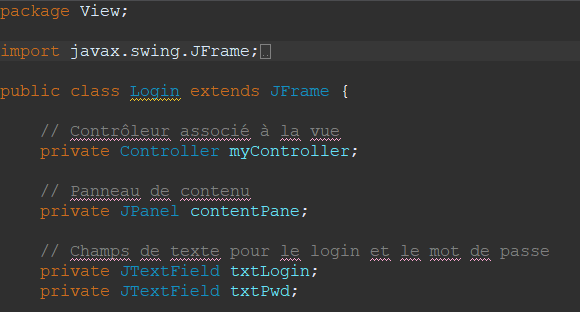 package View;
import javax.swing.JFrame;
public class Login extends JFrame {
// Contrôleur associé à la vue
private Controller myController;
// Panneau de contenu
private JPanel contentPane;
// Champs de texte pour le login et le mot de passe
private JTextField txtLogin;
private JTextField txtPwd;